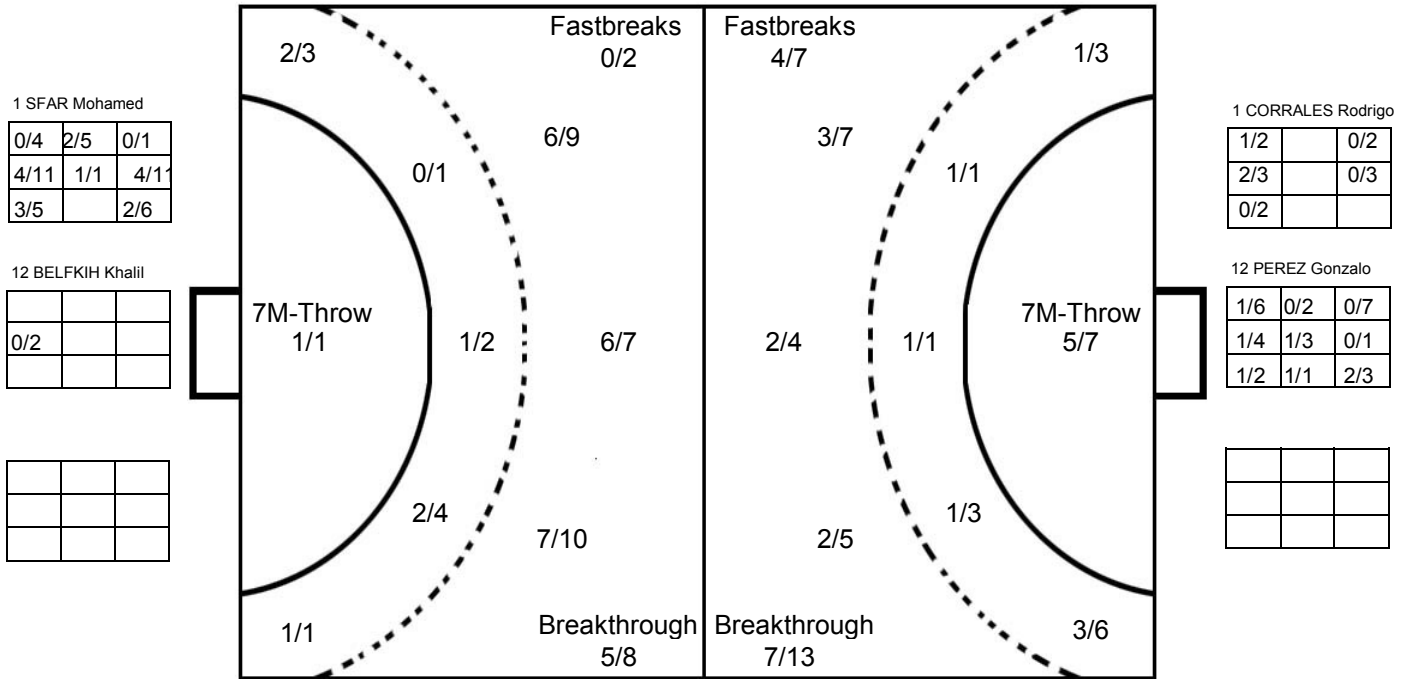 Fastbreaks
0/2
Fastbreaks
4/7
2/3
1/3
1 SFAR Mohamed
0/4 2/5 0/1
4/11 1/1 4/11
3/5 2/6
6/9
3/7
0/1
1/1
1 CORRALES Rodrigo
1/2 0/2
2/3 0/3
0/2
12 BELFKIH Khalil
0/2
7M-Throw
1/1
1/2
6/7
2/4
1/1
7M-Throw
5/7
12 PEREZ Gonzalo
1/6 0/2 0/7
1/4 1/3 0/1
1/2 1/1 2/3
2/4
7/10
2/5
1/3
1/1
Breakthrough
5/8
Breakthrough
7/13
3/6